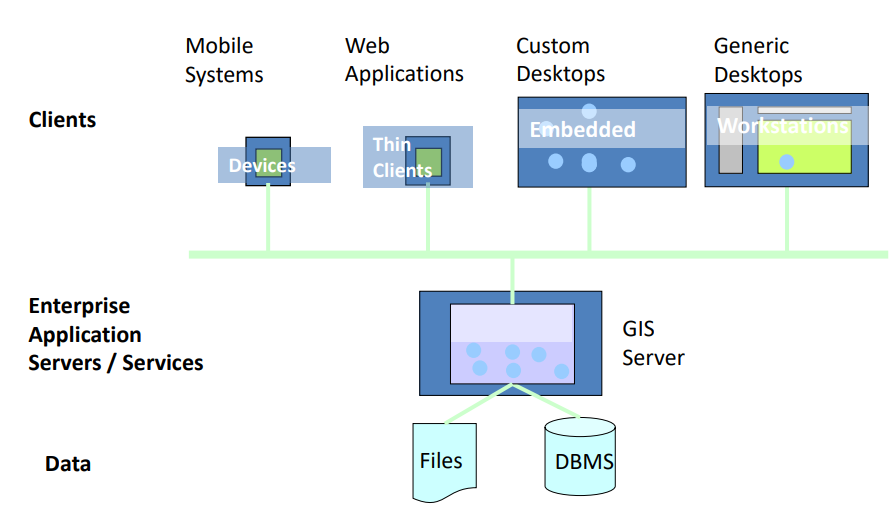 Mobile
Systems
Web
Applications
Custom
Desktops
Generic
Desktops
Clients
Devices
Thin
Clients
Embedded
Workstations
Enterprise
Application
Servers / Services
GIS
Server
Data
Files
DBMS